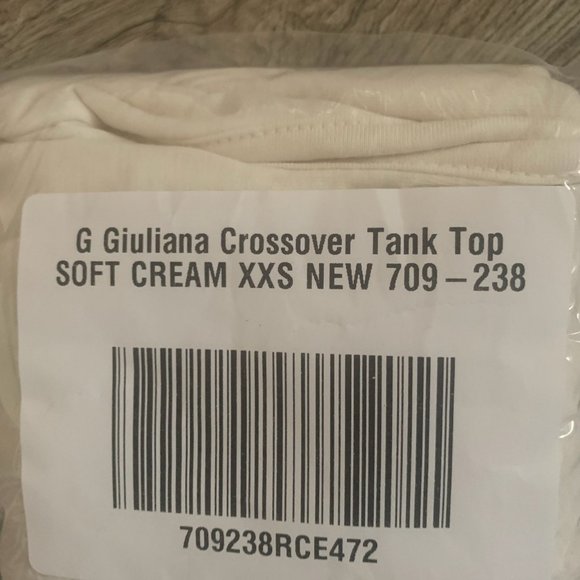 G Giuliana Crossover Tank Top
SOFT CREAM XXS NEW 709-238
709238RCE472